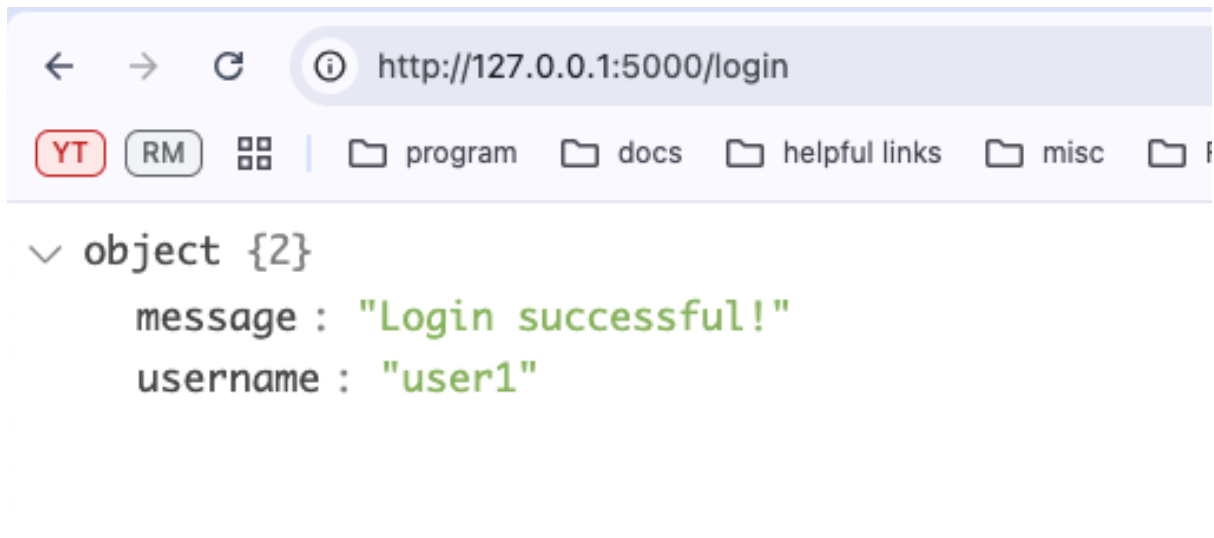 http://127.0.0.1:5000/login
YT RM program docs helpful links misc
object {2}
message : "Login successful!"
username : "user1"